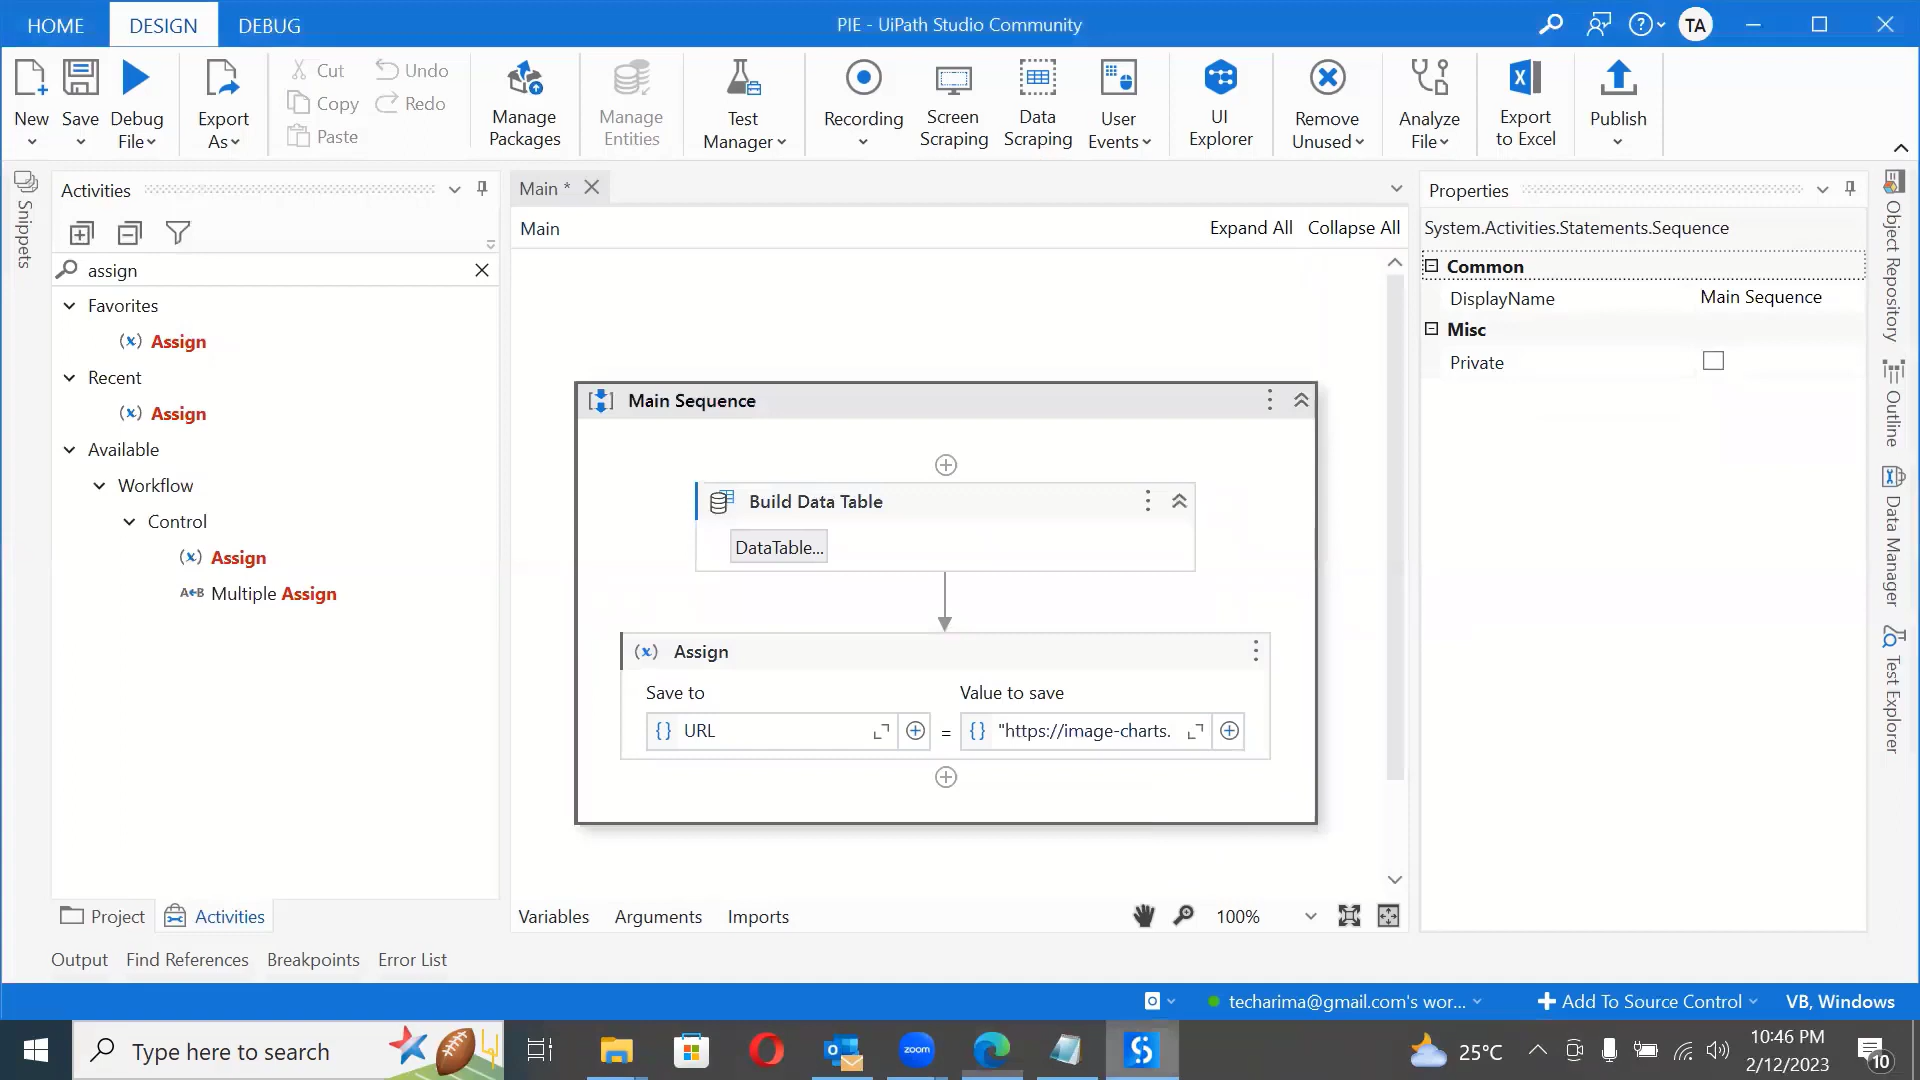 HOME
DESIGN
DEBUG
PIE - UiPath Studio Community
TA
New
Save
Debug
File
Export
As
Cut
Copy
Paste
Undo
Redo
Manage
Packages
Manage
Entities
Test
Manager
Recording
Screen
Scraping
Data
Scraping
User
Events
UI
Explorer
Remove
Unused
Analyze
File
Export
to Excel
Publish
Snippets
Activities
assign
Favorites
Assign
Recent
Assign
Available
Workflow
Control
Assign
Multiple Assign
Project
Activities
Main *
Main
Expand All
Collapse All
Main Sequence
Build Data Table
DataTable...
Assign
Save to
Value to save
URL
=
"https://image-charts.
Variables
Arguments
Imports
100%
Properties
System.Activities.Statements.Sequence
Common
DisplayName
Main Sequence
Misc
Private
Object Repository
Outline
Data Manager
Test Explorer
Output
Find References
Breakpoints
Error List
techarima@gmail.com's wor...
Add To Source Control
VB, Windows
Type here to search
zoom
25°C
10:46 PM
2/12/2023
10